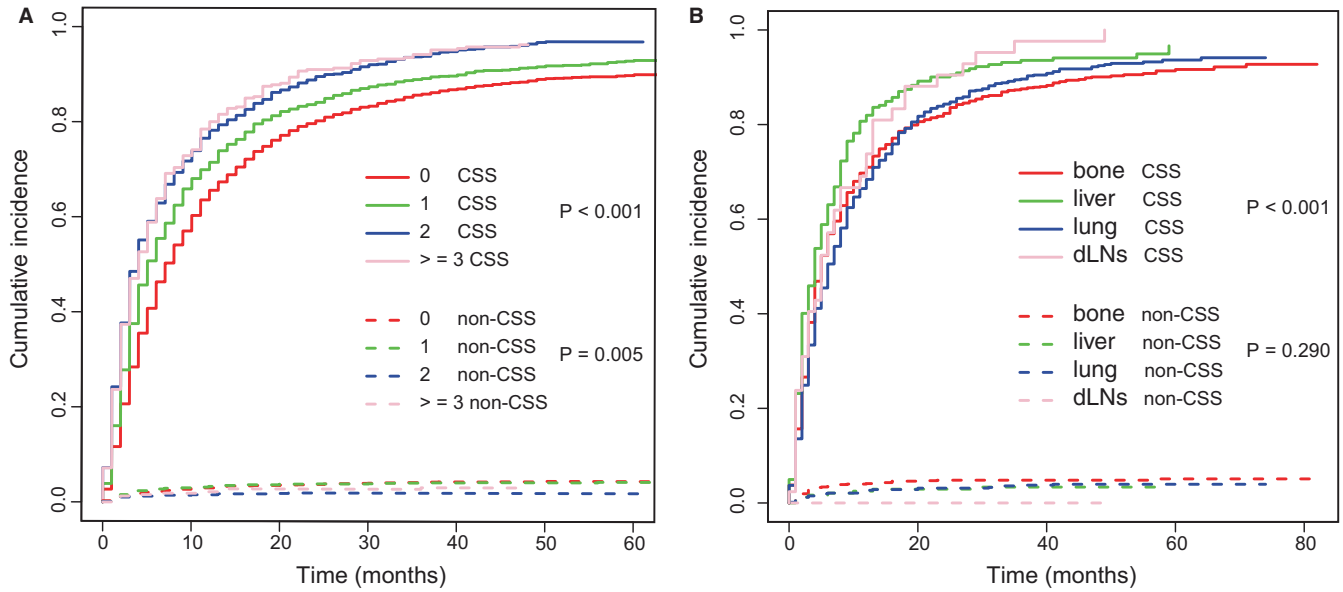 A
Cumulative incidence
1.0
0.8
0.6
0.4
0.2
0.0
0 CSS
1 CSS
2 CSS
> = 3 CSS
P < 0.001
0 non-CSS
1 non-CSS
2 non-CSS
> = 3 non-CSS
P = 0.005
0 10 20 30 40 50 60
Time (months)
B
Cumulative incidence
1.0
0.8
0.6
0.4
0.2
0.0
bone CSS
liver CSS
lung CSS
dLNs CSS
P < 0.001
bone non-CSS
liver non-CSS
lung non-CSS
dLNs non-CSS
P = 0.290
0 20 40 60 80
Time (months)